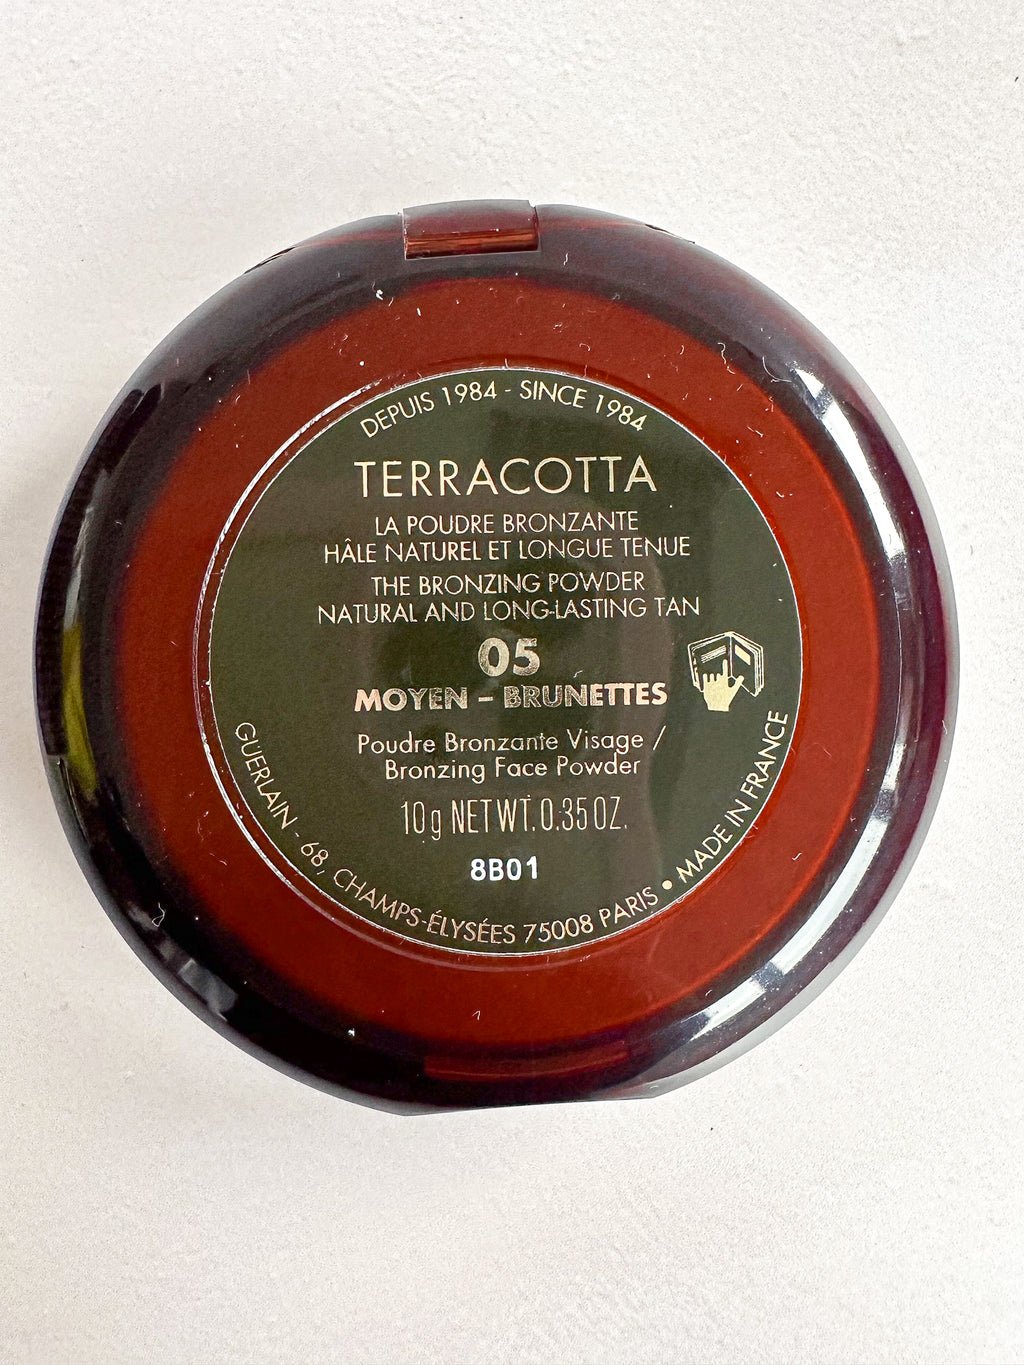 DEPUIS 1984 - SINCE 1984
TERRACOTTA
LA POUDRE BRONZANTE
HÂLE NATUREL ET LONGUE TENUE
THE BRONZING POWDER
NATURAL AND LONG-LASTING TAN
05
MOYEN – BRUNETTES
Poudre Bronzante Visage /
Bronzing Face Powder
10g NET WT. 0.35 OZ.
8B01
GUERLAIN - 68, CHAMPS-ÉLYSÉES 75008 PARIS • MADE IN FRANCE